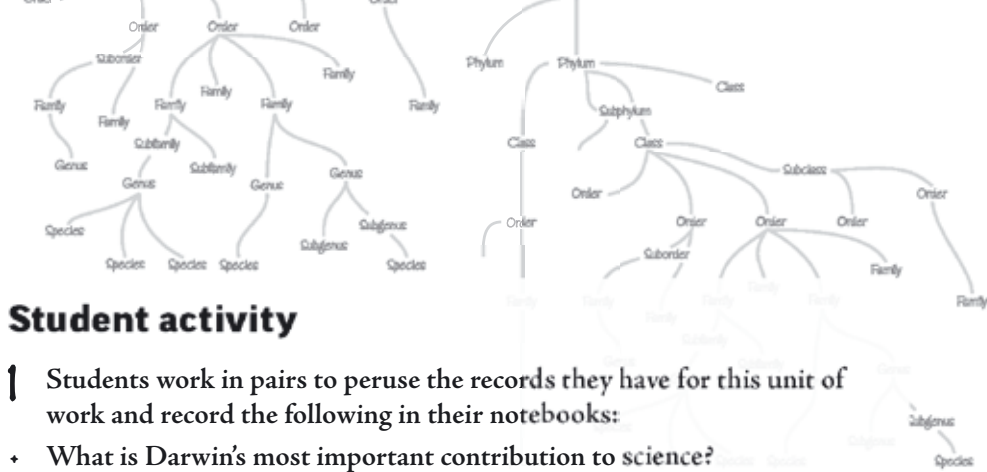 Order Order Order
Suborder Phylum Phylum
Family Family Class
Family Family Family Family Subphylum
Family
Subfamily Class Class
Genus Subfamily Genus Subclass
Genus Genus Order Order
Species Subgenus Order Order Order Order
Subgenus Suborder
Species Species Species Species Family
Family
Student activity
1 Students work in pairs to peruse the records they have for this unit of
work and record the following in their notebooks:
Subgenus
What is Darwin's most important contribution to science?
Species